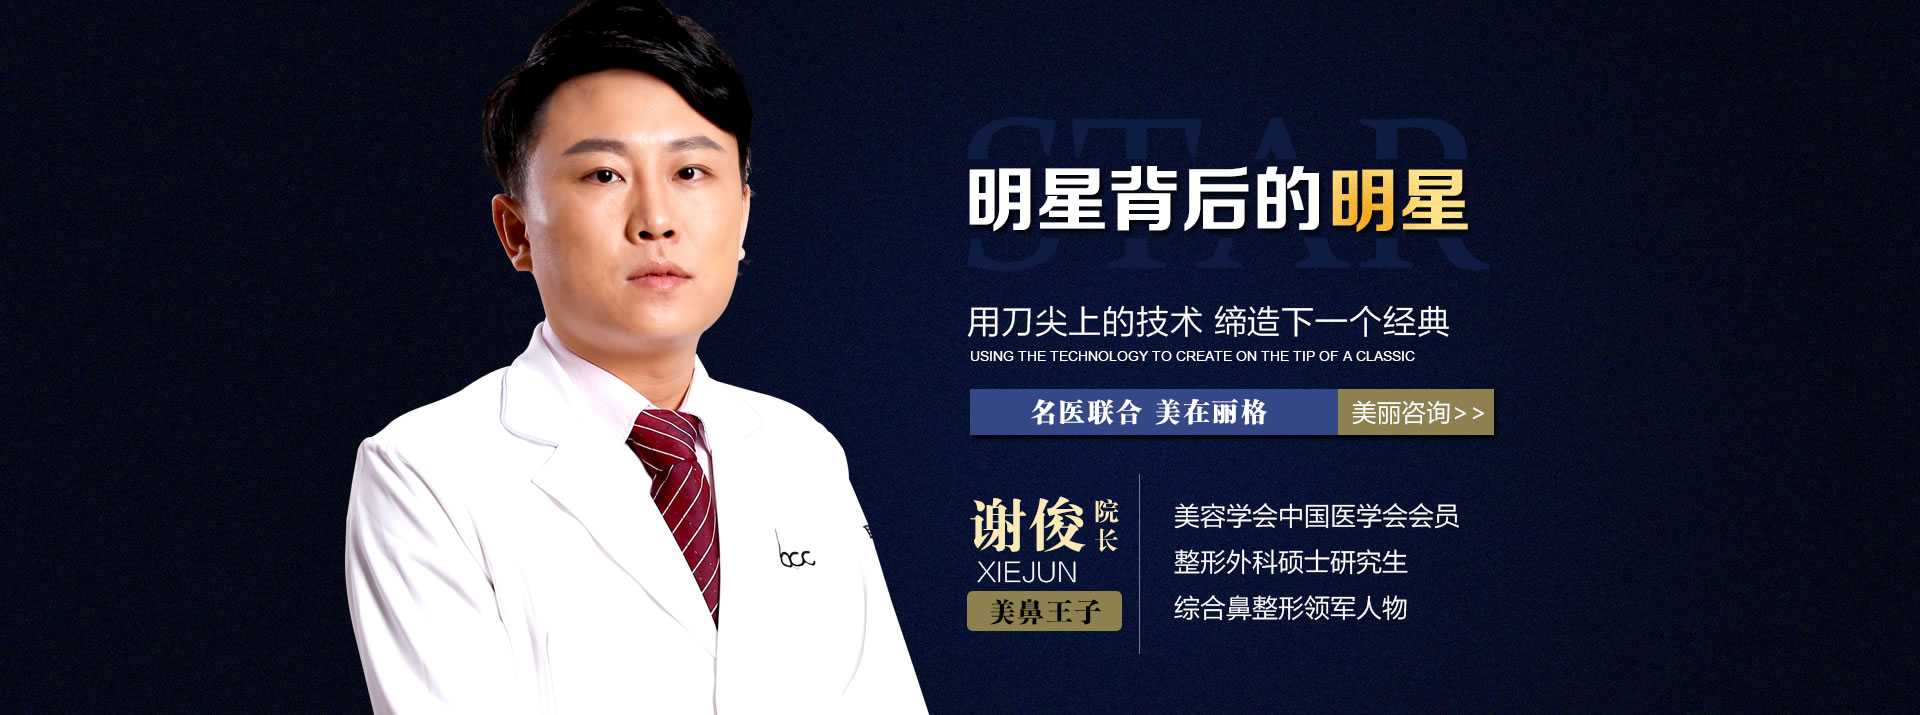 STAR
明星背后的明星
用刀尖上的技术 缔造下一个经典
USING THE TECHNOLOGY TO CREATE ON THE TIP OF A CLASSIC
名医联合 美在丽格
美丽咨询>>
谢俊院长
XIEJUN
美鼻王子
美容学会中国医学会会员
整形外科硕士研究生
综合鼻整形领军人物
bcc